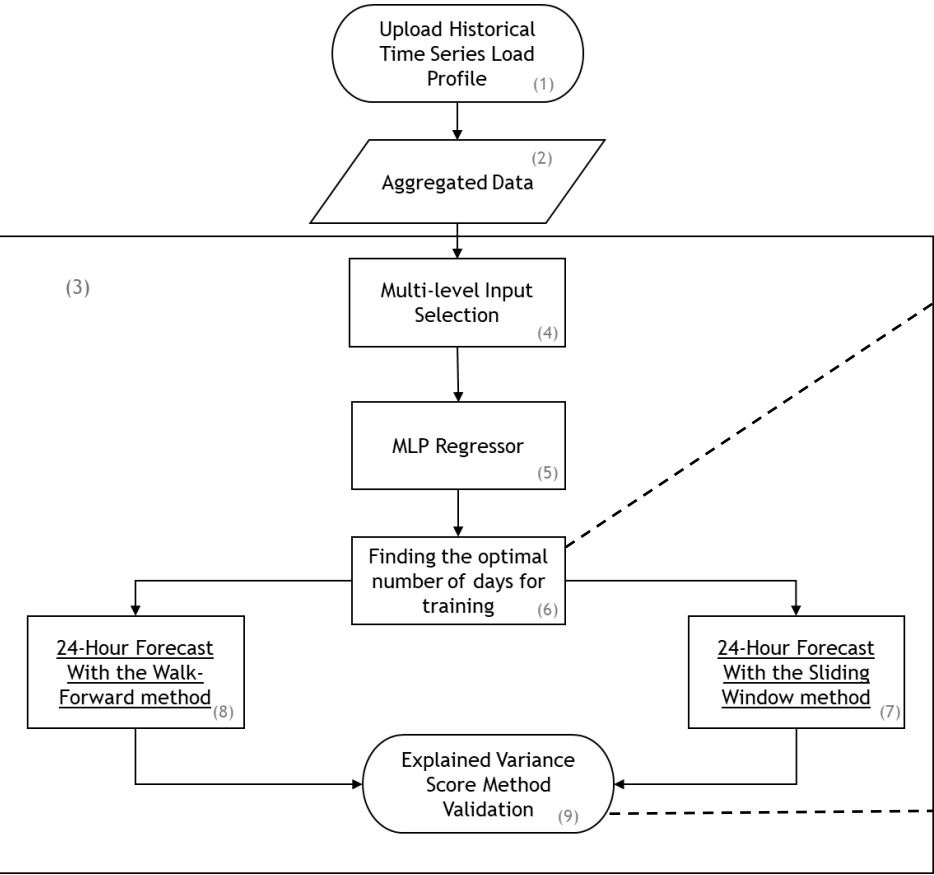 Upload Historical
Time Series Load
Profile
(1)
(2)
Aggregated Data
(3)
Multi-level Input
Selection
(4)
MLP Regressor
(5)
Finding the optimal
number of days for
training
(6)
24-Hour Forecast
With the Walk-
Forward method
(8)
24-Hour Forecast
With the Sliding
Window method
(7)
Explained Variance
Score Method
Validation
(9)